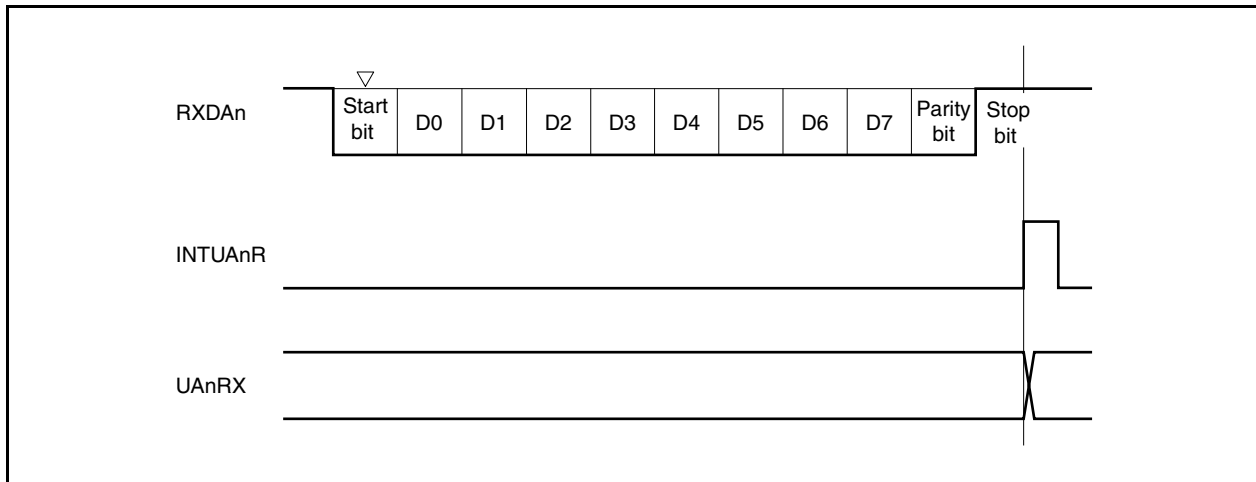 RXDAn
Start
bit
D0
D1
D2
D3
D4
D5
D6
D7
Parity
bit
Stop
bit
INTUAnR
UAnRX